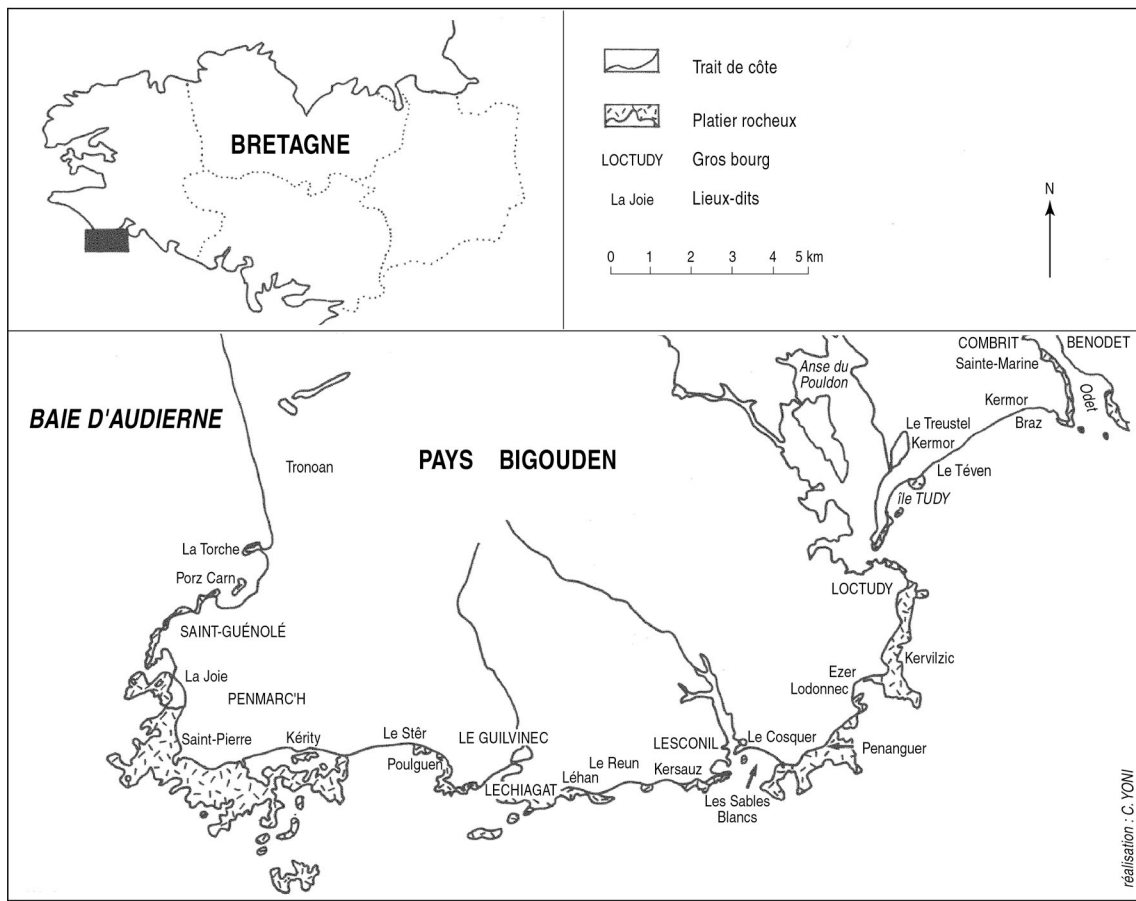 BRETAGNE
Trait de côte
Platier rocheux
LOCTUDY Gros bourg
La Joie Lieux-dits
0 1 2 3 4 5 km
N
BAIE D'AUDIERNE
PAYS BIGOUDEN
Tronoan
La Torche
Porz Carn
SAINT-GUÉNOLÉ
La Joie
PENMARC'H
Saint-Pierre
Kérity
Le Stêr
Poulguen
LE GUILVINEC
LECHIAGAT
Léhan
Le Reun
Kersauz
LESCONIL
Le Cosquer
Les Sables
Blancs
Penanguer
Ezer
Lodonnec
Kervilzic
LOCTUDY
île TUDY
Le Téven
Le Treustel
Kermor
Anse du
Pouldon
Kermor
Braz
COMBRIT
Sainte-Marine
BENODET
Odet
réalisation : C. YONI